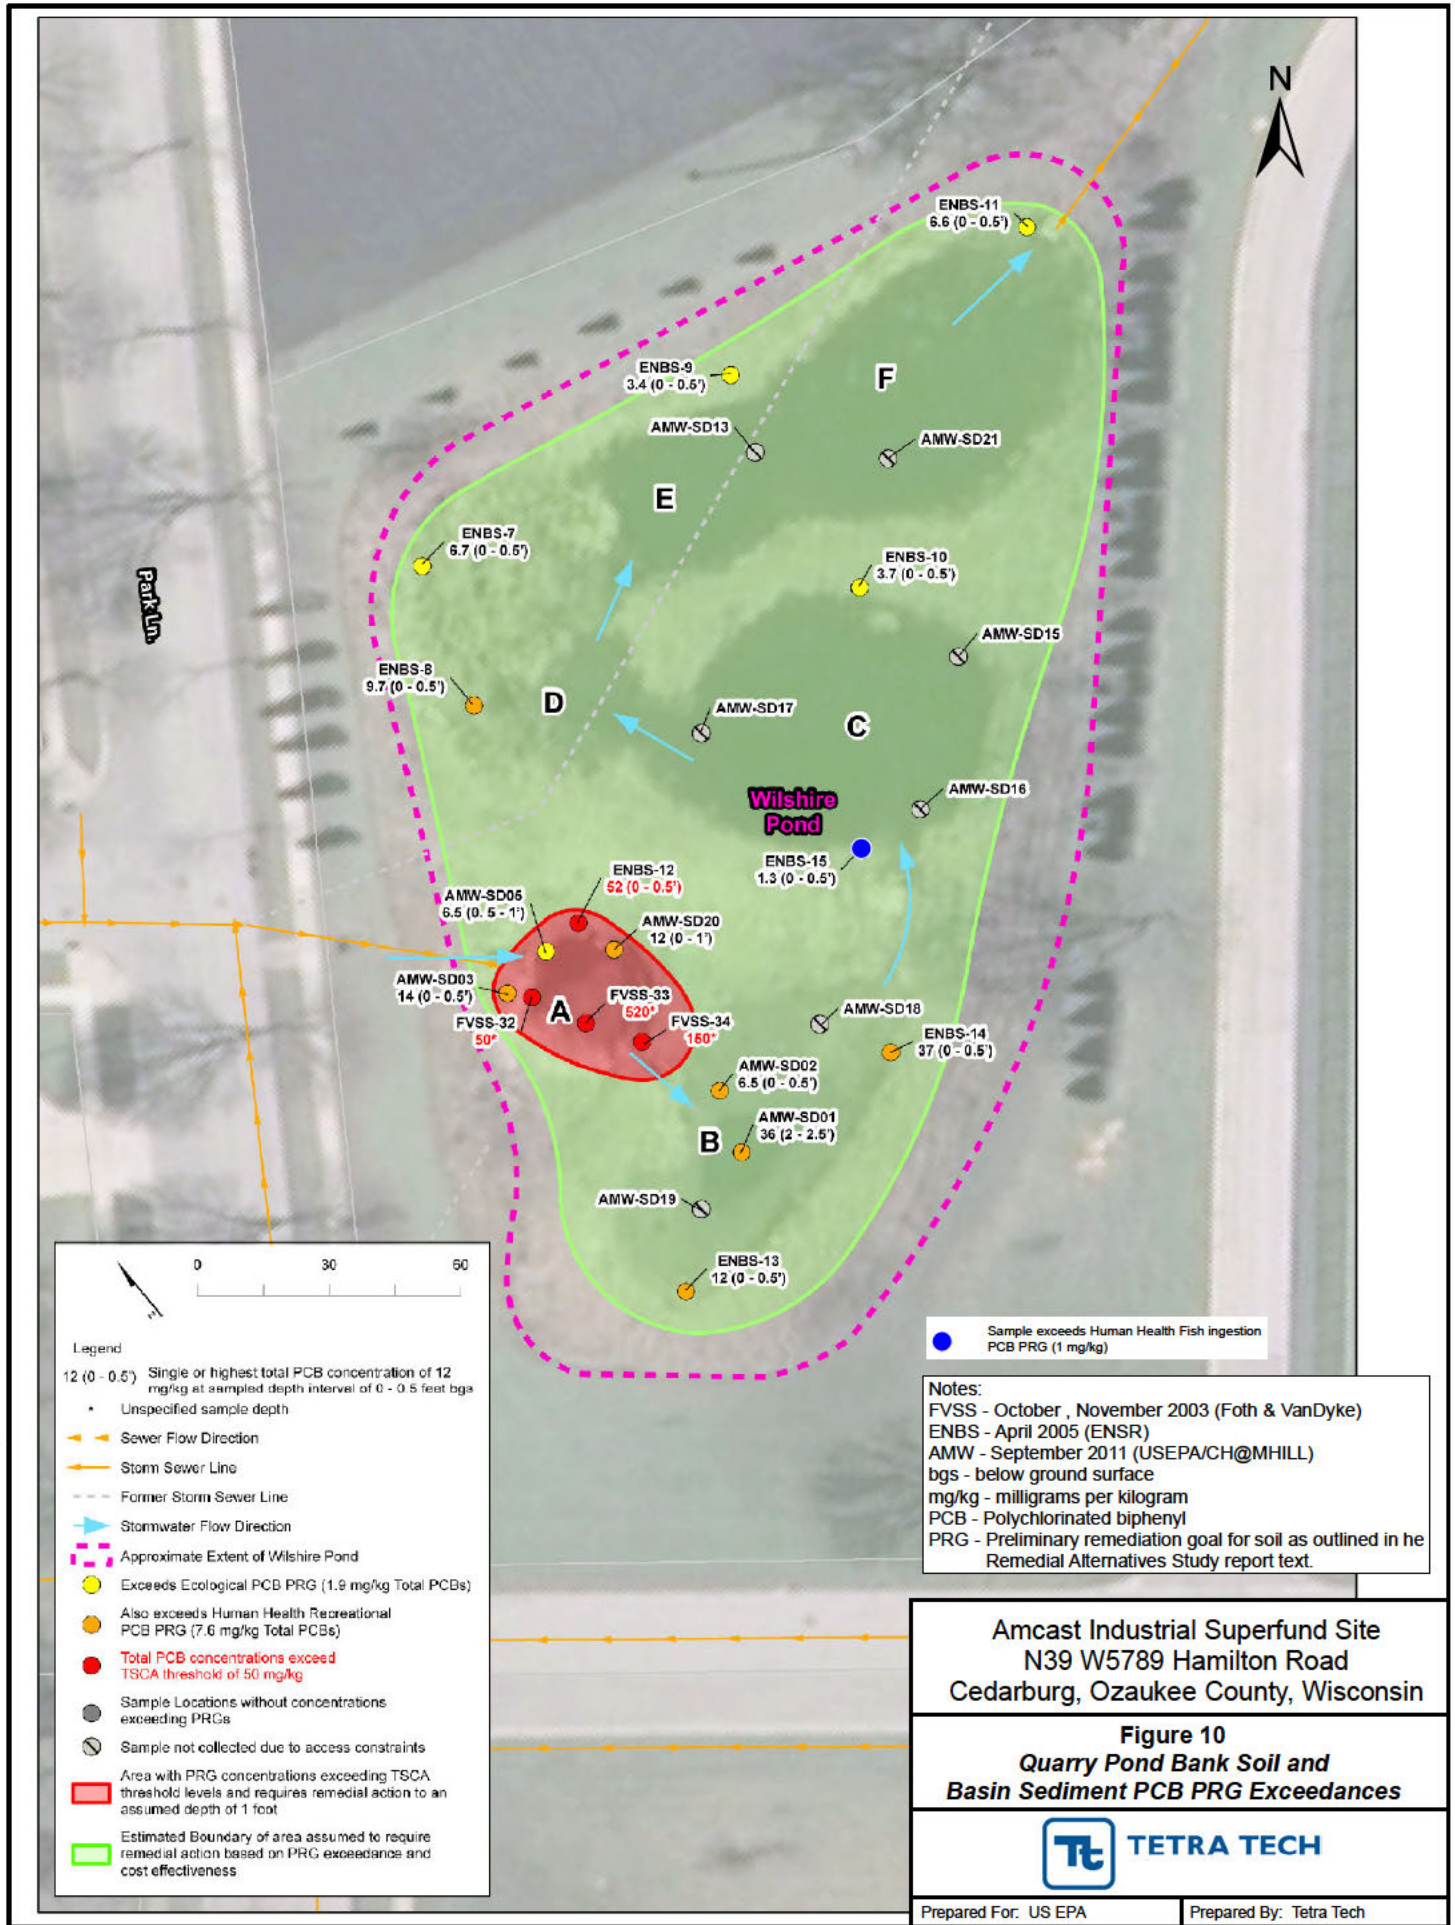 N
ENBS-11
6.6 (0 - 0.5')
ENBS-9
3.4 (0 - 0.5')
F
AMW-SD13
AMW-SD21
E
ENBS-7
6.7 (0 - 0.5')
ENBS-10
3.7 (0 - 0.5')
Park Ln.
AMW-SD15
ENBS-8
9.7 (0 - 0.5')
D
AMW-SD17
C
AMW-SD16
Wilshire
Pond
ENBS-15
1.3 (0 - 0.5')
ENBS-12
52 (0 - 0.5')
AMW-SD05
6.5 (0.5 - 1')
AMW-SD20
12 (0 - 1')
AMW-SD03
14 (0 - 0.5')
A
FVSS-33
520*
FVSS-32
50*
FVSS-34
150*
AMW-SD18
ENBS-14
37 (0 - 0.5')
AMW-SD02
6.5 (0 - 0.5')
AMW-SD01
36 (2 - 2.5')
B
AMW-SD19
ENBS-13
12 (0 - 0.5')
0 30 60
Legend
12 (0 - 0.5') Single or highest total PCB concentration of 12
mg/kg at sampled depth interval of 0 - 0.5 feet bgs
* Unspecified sample depth
Sewer Flow Direction
Storm Sewer Line
Former Storm Sewer Line
Stormwater Flow Direction
Approximate Extent of Wilshire Pond
Exceeds Ecological PCB PRG (1.9 mg/kg Total PCBs)
Also exceeds Human Health Recreational
PCB PRG (7.6 mg/kg Total PCBs)
Total PCB concentrations exceed
TSCA threshold of 50 mg/kg
Sample Locations without concentrations
exceeding PRGs
Sample not collected due to access constraints
Area with PRG concentrations exceeding TSCA
threshold levels and requires remedial action to an
assumed depth of 1 foot
Estimated Boundary of area assumed to require
remedial action based on PRG exceedance and
cost effectiveness
Sample exceeds Human Health Fish ingestion
PCB PRG (1 mg/kg)
Notes:
FVSS - October , November 2003 (Foth & VanDyke)
ENBS - April 2005 (ENSR)
AMW - September 2011 (USEPA/CH@MHILL)
bgs - below ground surface
mg/kg - milligrams per kilogram
PCB - Polychlorinated biphenyl
PRG - Preliminary remediation goal for soil as outlined in he
Remedial Alternatives Study report text.
Amcast Industrial Superfund Site
N39 W5789 Hamilton Road
Cedarburg, Ozaukee County, Wisconsin
Figure 10
Quarry Pond Bank Soil and
Basin Sediment PCB PRG Exceedances
Tt TETRA TECH
Prepared For: US EPA
Prepared By: Tetra Tech